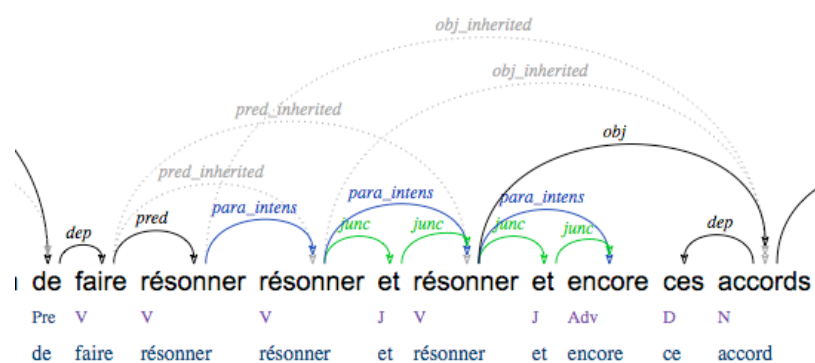 obj_inherited
obj_inherited
pred_inherited
obj
pred_inherited
para_intens para_intens para_intens
dep pred junc junc junc junc dep
de faire résonner résonner et résonner et encore ces accords
Pre V V V J V J Adv D N
de faire résonner résonner et résonner et encore ce accord